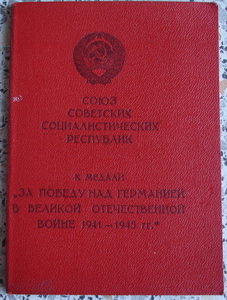 СОЮЗ
СОВЕТСКИХ
СОЦИАЛИСТИЧЕСКИХ
РЕСПУБЛИК
К МЕДАЛИ
„ЗА ПОБЕДУ НАД ГЕРМАНИЕЙ
В ВЕЛИКОЙ ОТЕЧЕСТВЕННОЙ
ВОЙНЕ 1941—1945 гг.“